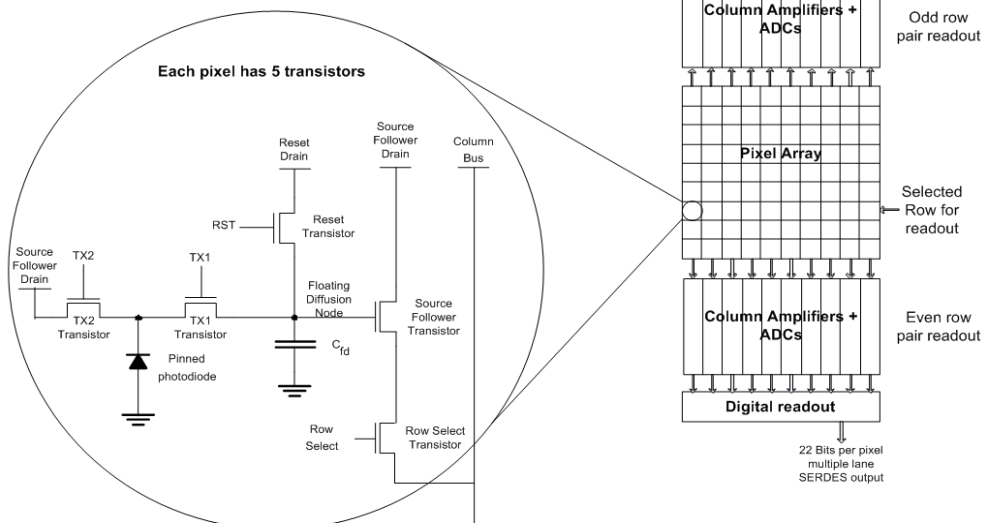 Each pixel has 5 transistors
Source
Follower
Drain
Column
Bus
Reset
Drain
RST
Reset
Transistor
Source
Follower
Drain
TX2
TX1
Floating
Diffusion
Node
TX2
Transistor
TX1
Transistor
Source
Follower
Transistor
Cfd
Pinned
photodiode
Row
Select
Row Select
Transistor
Column Amplifiers +
ADCs
Odd row
pair readout
Pixel Array
Selected
Row for
readout
Column Amplifiers +
ADCs
Even row
pair readout
Digital readout
22 Bits per pixel
multiple lane
SERDES output